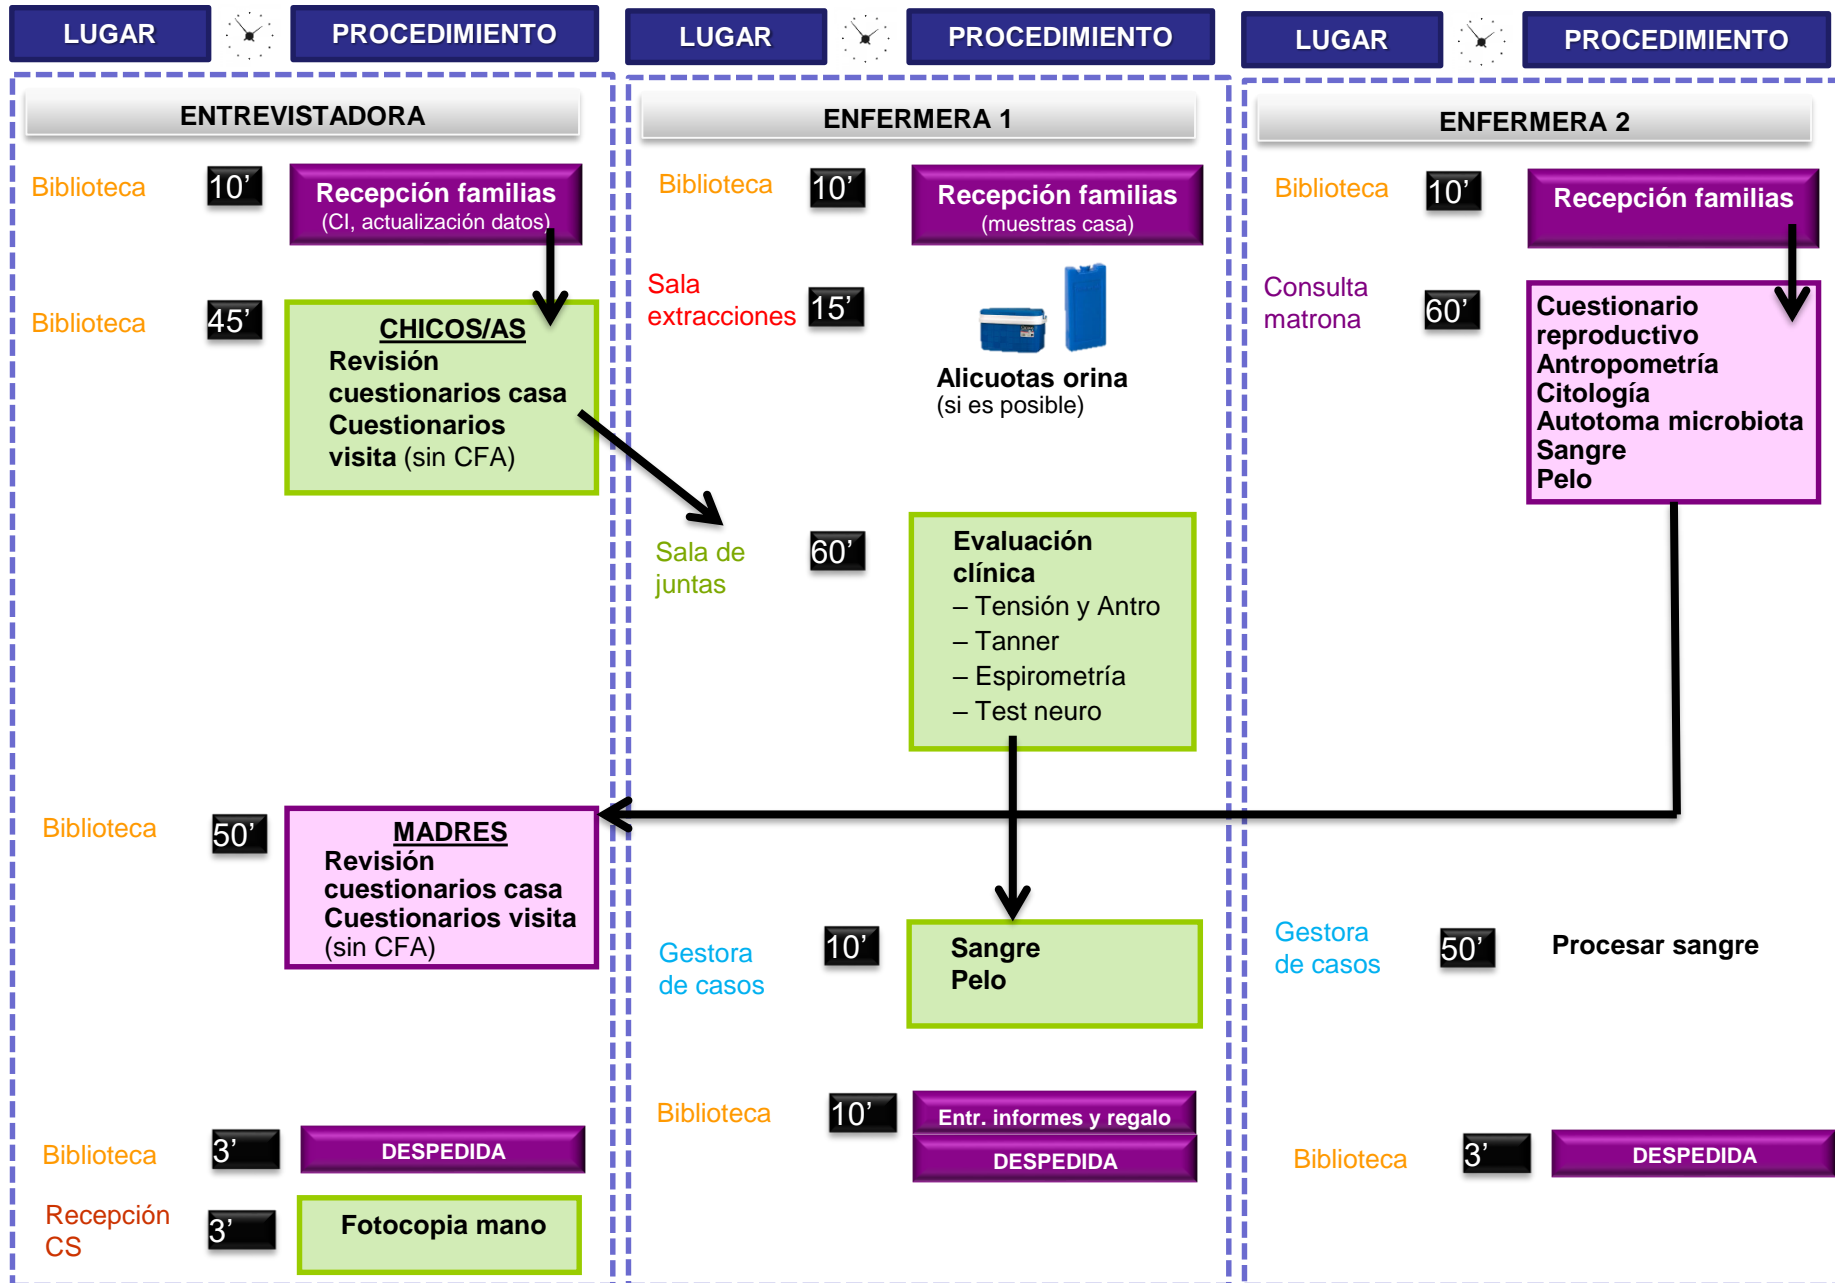 LUGAR
PROCEDIMIENTO
LUGAR
PROCEDIMIENTO
LUGAR
PROCEDIMIENTO
ENTREVISTADORA
Biblioteca
10’
Recepción familias
(CI, actualización datos)
Biblioteca
45’
CHICOS/AS
Revisión
cuestionarios casa
Cuestionarios
visita (sin CFA)
Biblioteca
50’
MADRES
Revisión
cuestionarios casa
Cuestionarios visita
(sin CFA)
Biblioteca
3’
DESPEDIDA
Recepción
CS
3’
Fotocopia mano
ENFERMERA 1
Biblioteca
10’
Recepción familias
(muestras casa)
Sala
extracciones
15’
Alicuotas orina
(si es posible)
Sala de
juntas
60’
Evaluación
clínica
– Tensión y Antro
– Tanner
– Espirometría
– Test neuro
Gestora
de casos
10’
Sangre
Pelo
Biblioteca
10’
Entr. informes y regalo
DESPEDIDA
ENFERMERA 2
Biblioteca
10’
Recepción familias
Consulta
matrona
60’
Cuestionario
reproductivo
Antropometría
Citología
Autotoma microbiota
Sangre
Pelo
Gestora
de casos
50’
Procesar sangre
Biblioteca
3’
DESPEDIDA